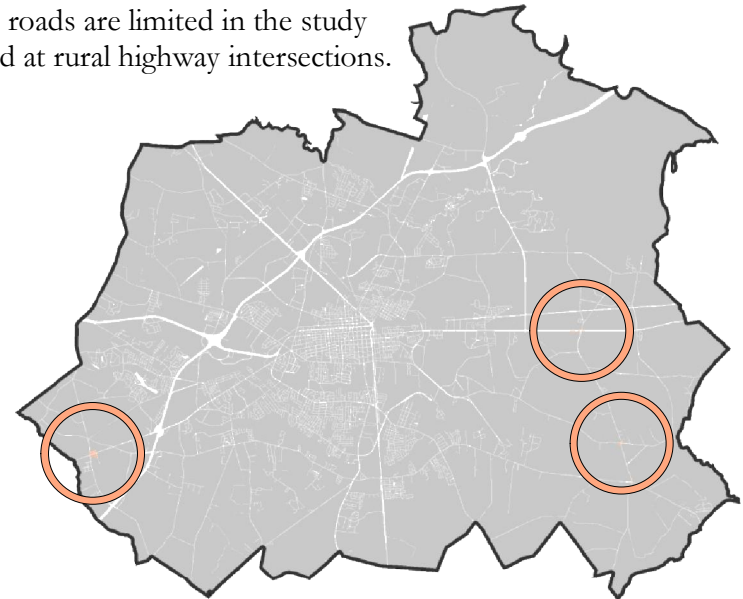 roads are limited in the study
d at rural highway intersections.